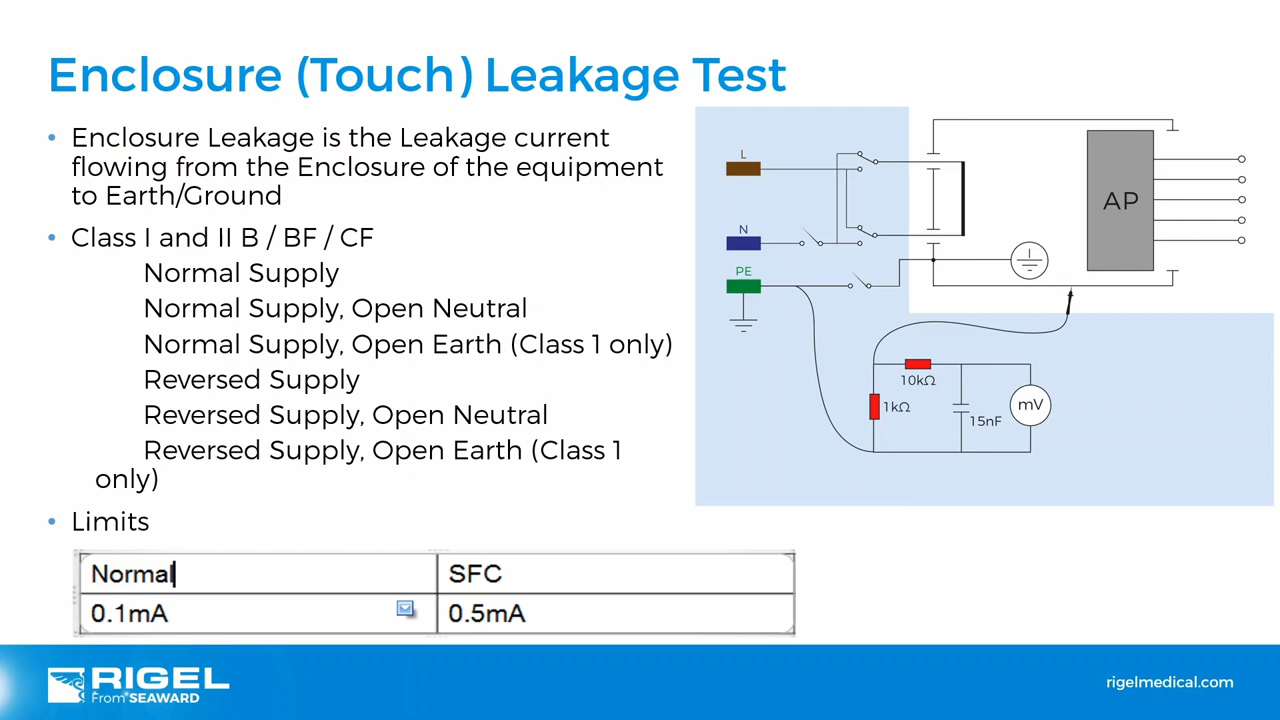 Enclosure (Touch) Leakage Test
• Enclosure Leakage is the Leakage current
flowing from the Enclosure of the equipment
to Earth/Ground
• Class I and II B / BF / CF
Normal Supply
Normal Supply, Open Neutral
Normal Supply, Open Earth (Class 1 only)
Reversed Supply
Reversed Supply, Open Neutral
Reversed Supply, Open Earth (Class 1
only)
• Limits
Normal SFC
0.1mA 0.5mA
L
N
PE
AP
10kΩ
1kΩ
15nF
mV
RIGEL
From SEAWARD
rigelmedical.com